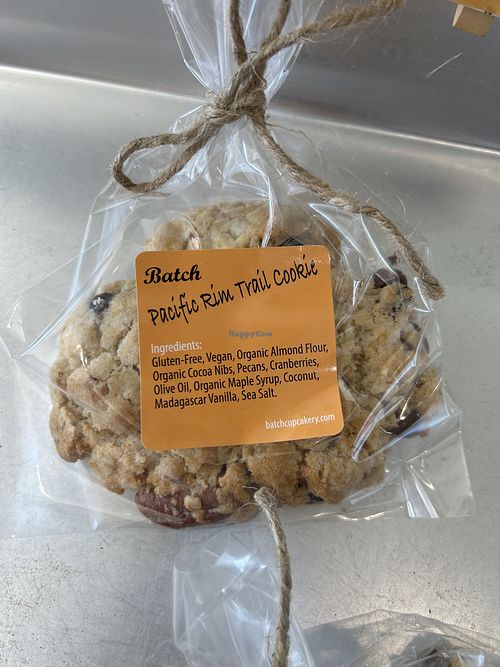 Batch
Pacific Rim Trail Cookie
HappyCow
Ingredients:
Gluten-Free, Vegan, Organic Almond Flour,
Organic Cocoa Nibs, Pecans, Cranberries,
Olive Oil, Organic Maple Syrup, Coconut,
Madagascar Vanilla, Sea Salt.
batchcupcakery.com